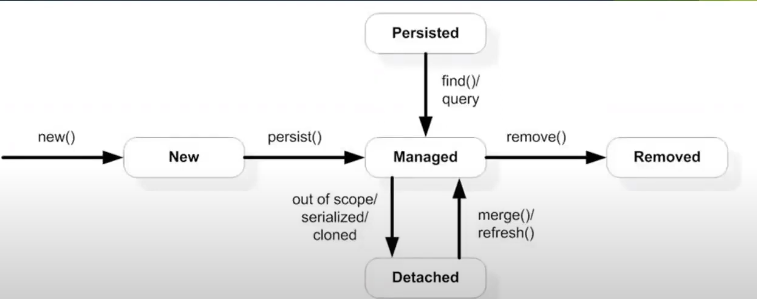 Persisted
find()/
query
new()
New
persist()
Managed
remove()
Removed
out of scope/
serialized/
cloned
merge()/
refresh()
Detached